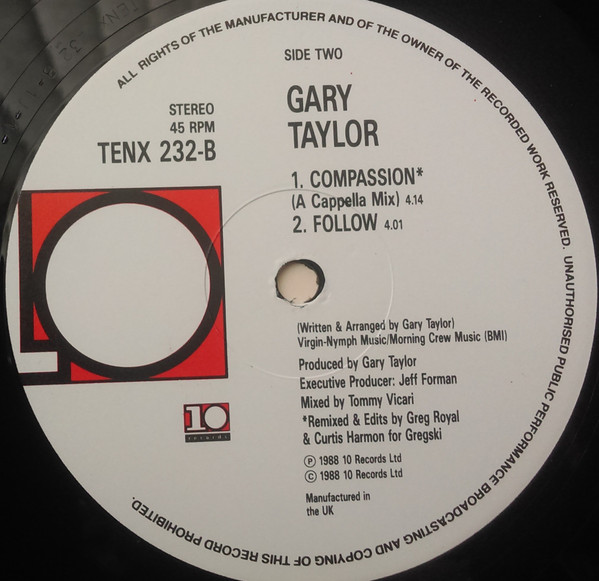 ALL RIGHTS OF THE MANUFACTURER AND OF THE OWNER OF THE RECORDED WORK RESERVED. UNAUTHORISED PUBLIC PERFORMANCE BROADCASTING AND COPYING OF THIS RECORD PROHIBITED.
SIDE TWO
STEREO
45 RPM
TENX 232-B
GARY
TAYLOR
1. COMPASSION*
(A Cappella Mix) 4.14
2. FOLLOW 4.01
(Written & Arranged by Gary Taylor)
Virgin-Nymph Music/Morning Crew Music (BMI)
Produced by Gary Taylor
Executive Producer: Jeff Forman
Mixed by Tommy Vicari
*Remixed & Edits by Greg Royal
& Curtis Harmon for Gregski
Ⓟ 1988 10 Records Ltd
© 1988 10 Records Ltd
Manufactured in
the UK
10
records